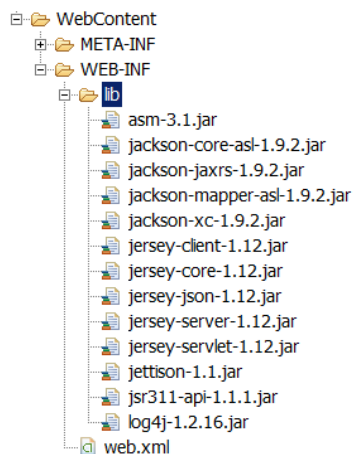 WebContent
META-INF
WEB-INF
lib
asm-3.1.jar
jackson-core-asl-1.9.2.jar
jackson-jaxrs-1.9.2.jar
jackson-mapper-asl-1.9.2.jar
jackson-xc-1.9.2.jar
jersey-client-1.12.jar
jersey-core-1.12.jar
jersey-json-1.12.jar
jersey-server-1.12.jar
jersey-servlet-1.12.jar
jettison-1.1.jar
jsr311-api-1.1.1.jar
log4j-1.2.16.jar
web.xml